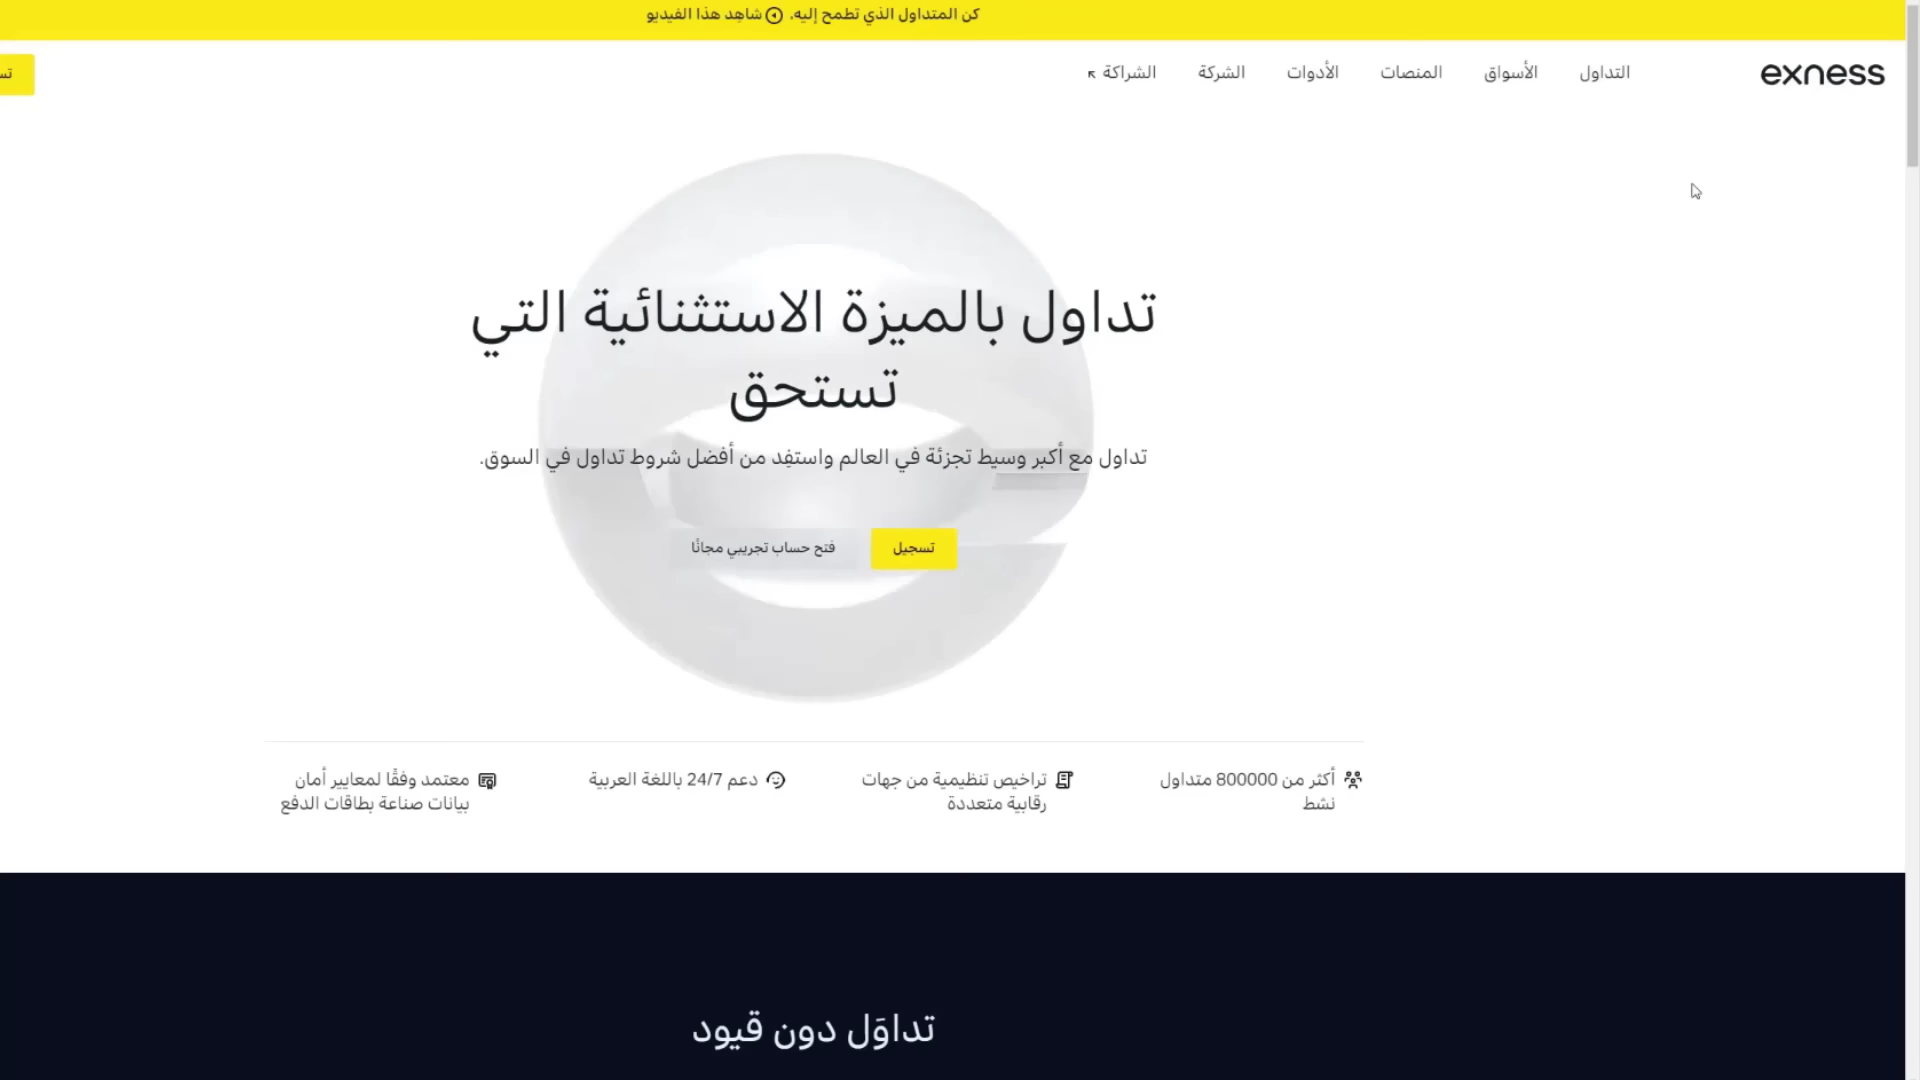 كن المتداول الذي تطمح إليه. شاهد هذا الفيديو
exness
التداول
الأسواق
المنصات
الأدوات
الشركة
الشراكة
تداول بالميزة الاستثنائية التي
تستحق
تداول مع أكبر وسيط تجزئة في العالم واستفِد من أفضل شروط تداول في السوق.
تسجيل
فتح حساب تجريبي مجانًا
أكثر من 800000 متداول
نشط
تراخيص تنظيمية من جهات
رقابية متعددة
دعم 24/7 باللغة العربية
معتمد وفقًا لمعايير أمان
بيانات صناعة بطاقات الدفع
تداوَل دون قيود